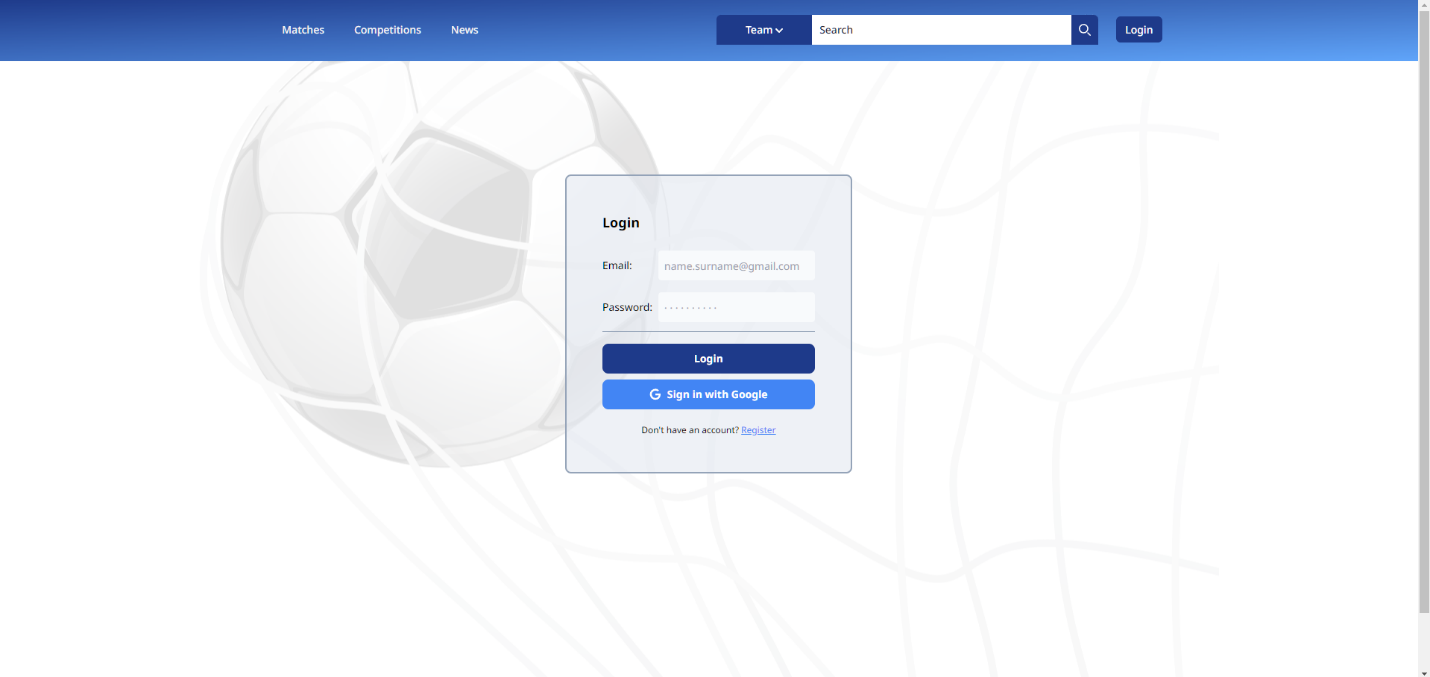 Matches Competitions News Team Search Login
Login
Email: name.surname@gmail.com
Password: ··········
Login
Sign in with Google
Don't have an account? Register